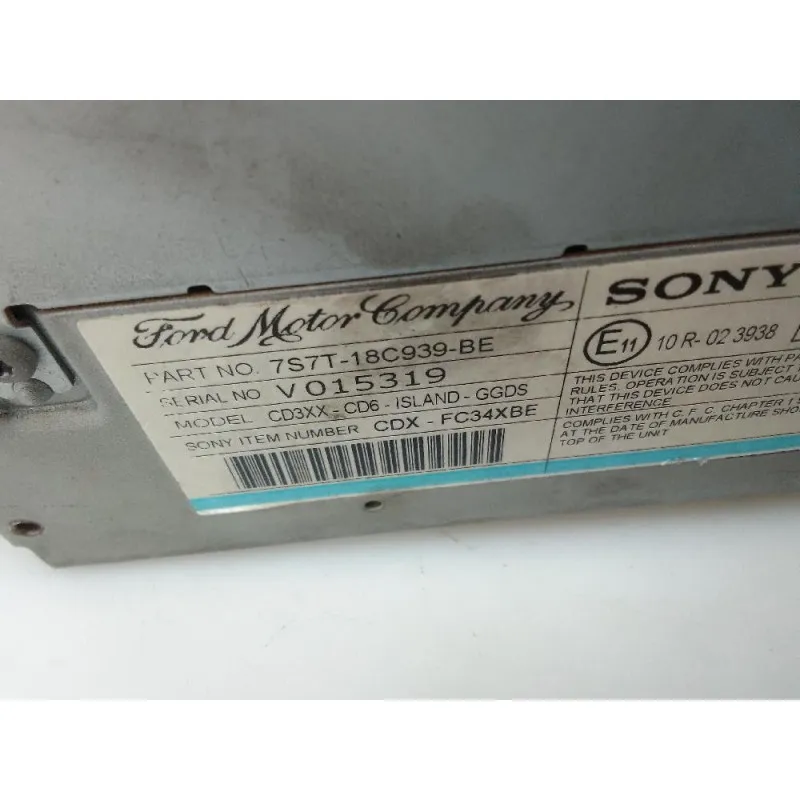 Ford Motor Company
PART NO. 7S7T-18C939-BE
SERIAL NO V015319
MODEL CD3XX-CD6-ISLAND-GGDS
SONY ITEM NUMBER CDX-FC34XBE
SONY
E11 10 R-02 3938
THIS DEVICE COMPLIES WITH
RULES. OPERATION IS SUBJECT
THAT THIS DEVICE DOES NOT
INTERFERENCE
COMPLIES WITH C, F, C, CHAPTER
AT THE DATE OF MANUFACTURE
TOP OF THE UNIT